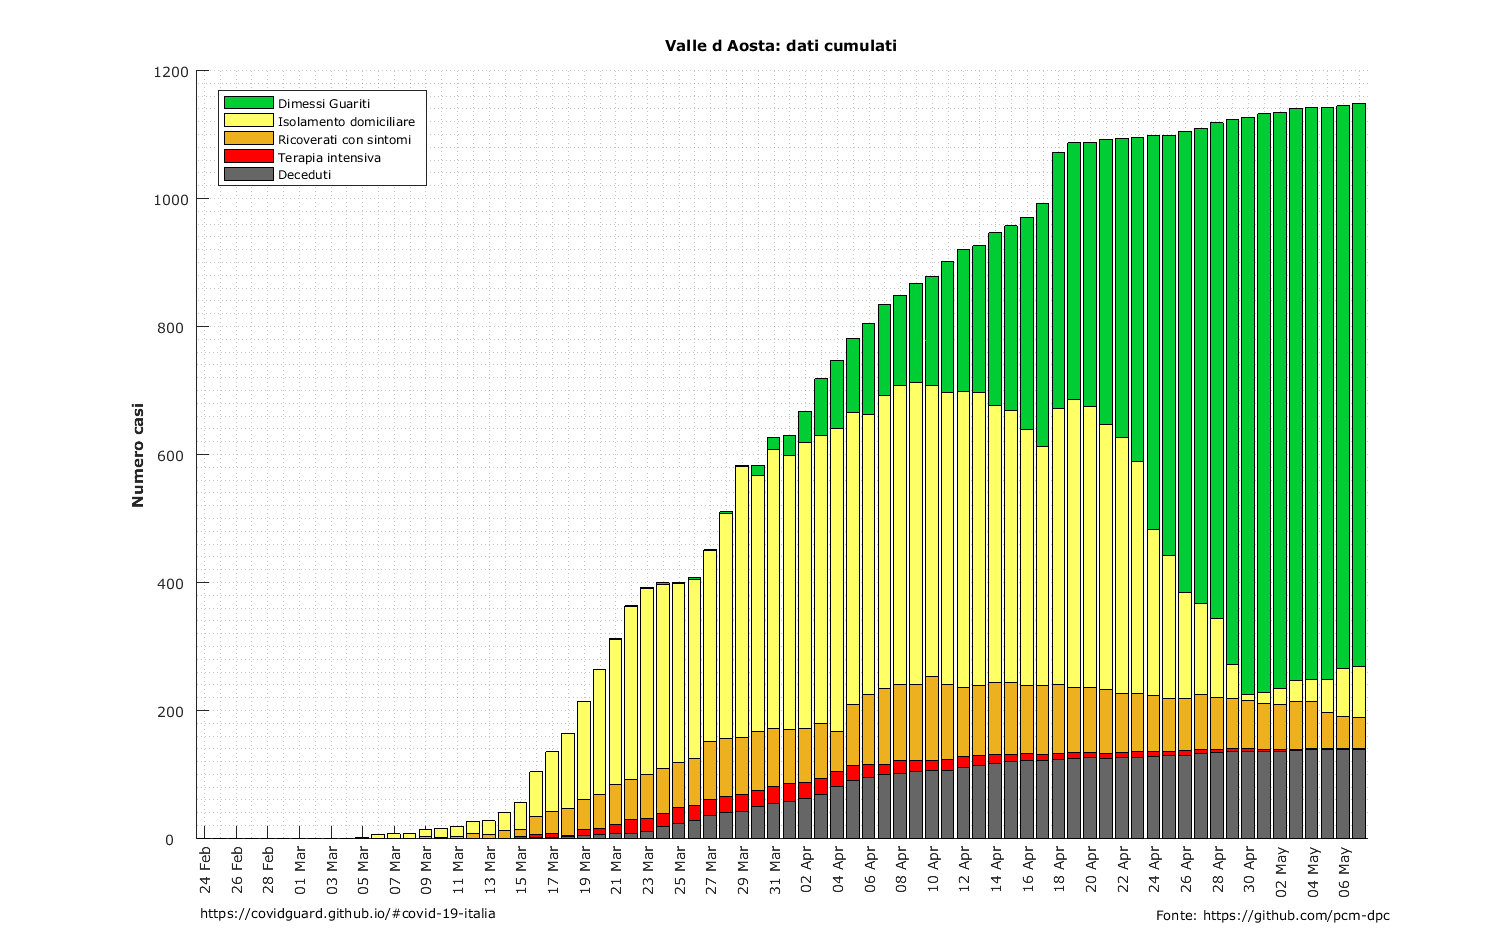 Valle d Aosta: dati cumulati
1200
1000
800
600
400
200
0
Numero casi
Dimessi Guariti
Isolamento domiciliare
Ricoverati con sintomi
Terapia intensiva
Deceduti
24 Feb
26 Feb
28 Feb
01 Mar
03 Mar
05 Mar
07 Mar
09 Mar
11 Mar
13 Mar
15 Mar
17 Mar
19 Mar
21 Mar
23 Mar
25 Mar
27 Mar
29 Mar
31 Mar
02 Apr
04 Apr
06 Apr
08 Apr
10 Apr
12 Apr
14 Apr
16 Apr
18 Apr
20 Apr
22 Apr
24 Apr
26 Apr
28 Apr
30 Apr
02 May
04 May
06 May
https://covidguard.github.io/#covid-19-italia
Fonte: https://github.com/pcm-dpc